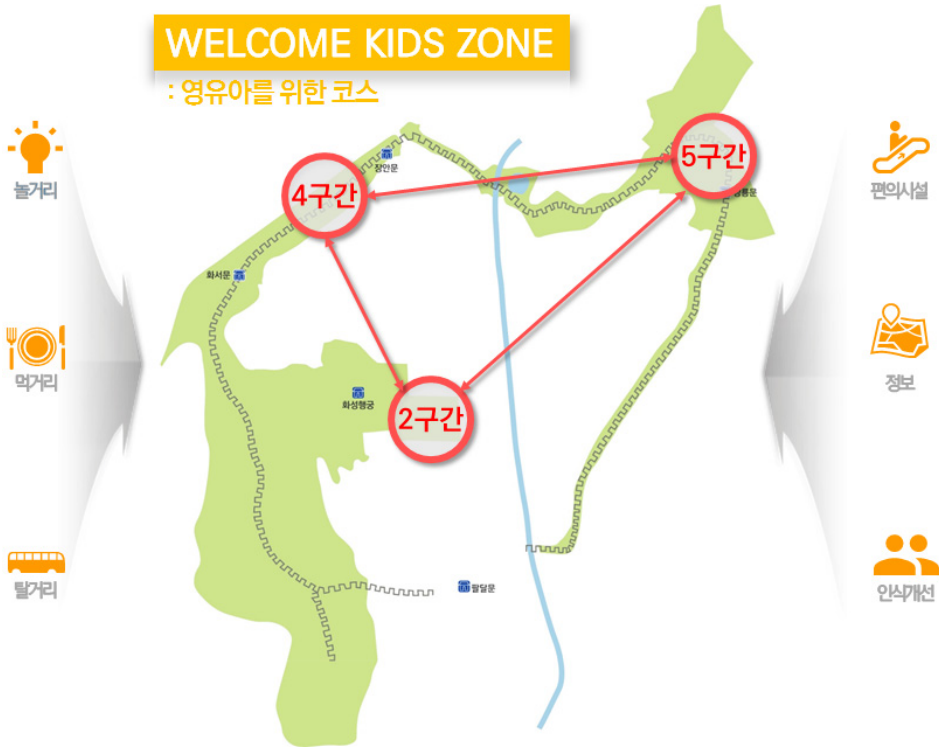 WELCOME KIDS ZONE
: 영유아를 위한 코스
놀거리
먹거리
탈거리
장안문
4구간
5구간
화서문
화성행궁
2구간
팔달문
편의시설
정보
인식개선